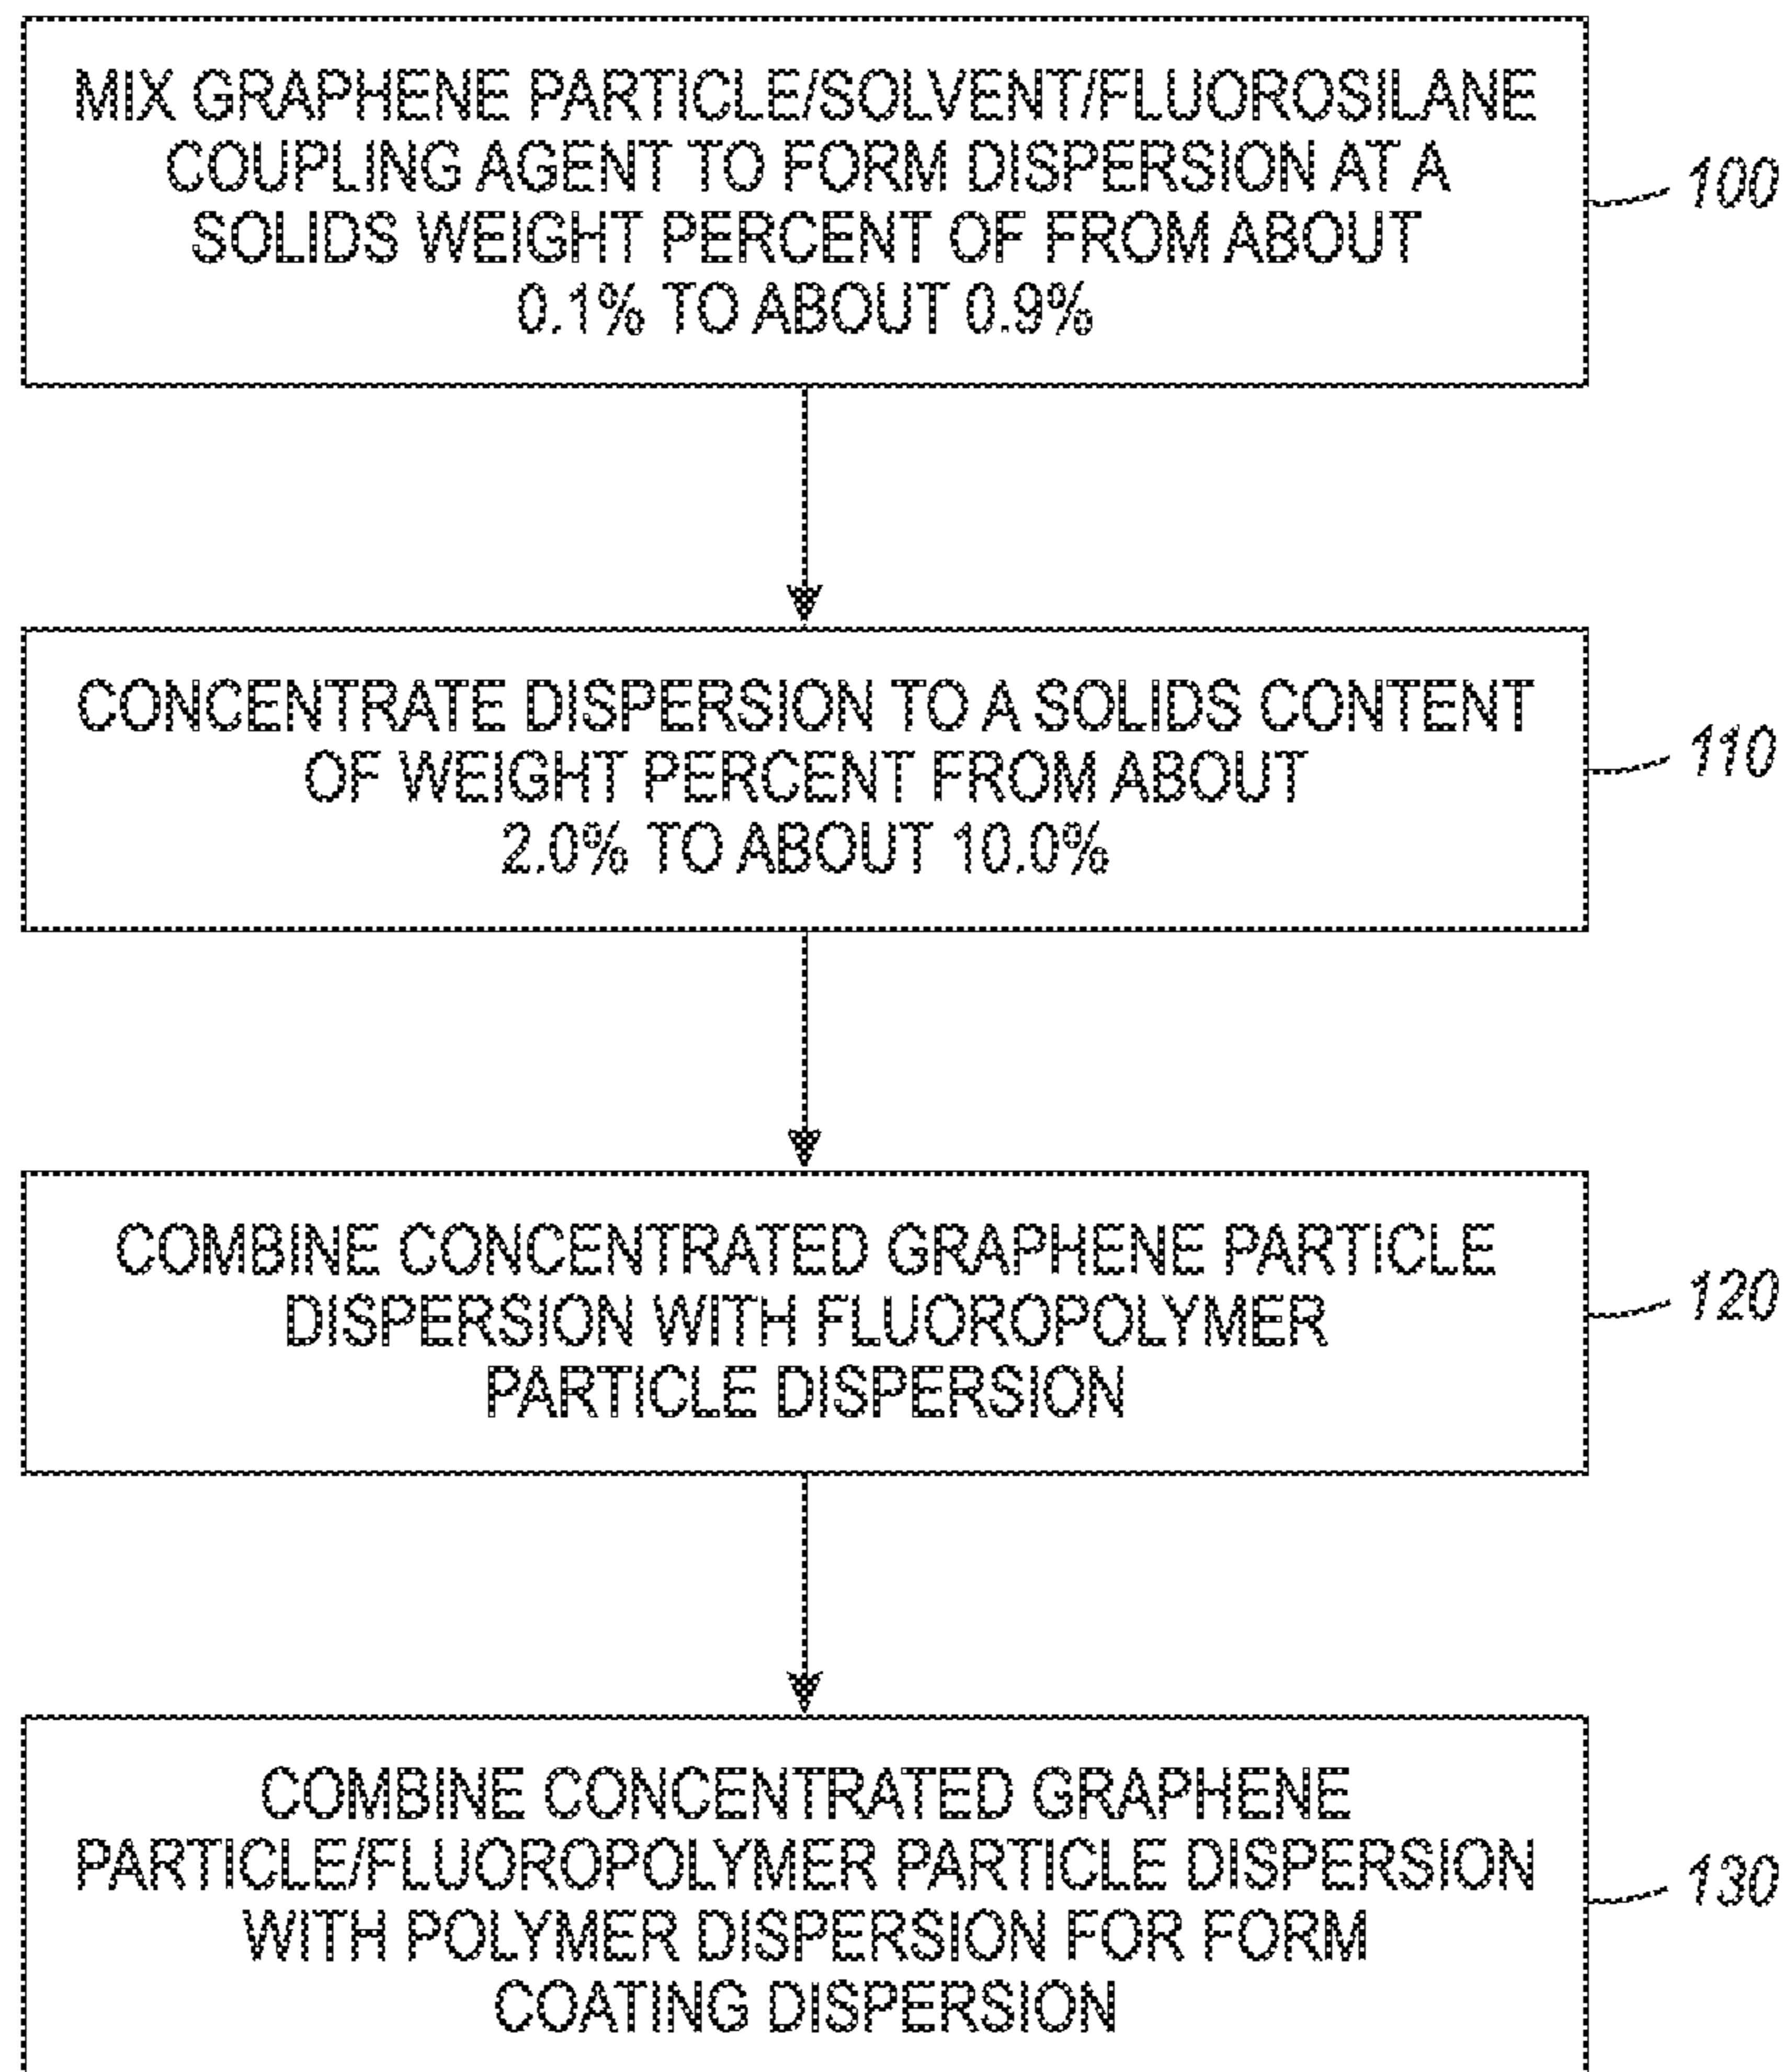 MIX GRAPHENE PARTICLE/SOLVENT/FLUOROSILANE
COUPLING AGENT TO FORM DISPERSION AT A
SOLIDS WEIGHT PERCENT OF FROM ABOUT
0.1% TO ABOUT 0.9%
100
CONCENTRATE DISPERSION TO A SOLIDS CONTENT
OF WEIGHT PERCENT FROM ABOUT
2.0% TO ABOUT 10.0%
110
COMBINE CONCENTRATED GRAPHENE PARTICLE
DISPERSION WITH FLUOROPOLYMER
PARTICLE DISPERSION
120
COMBINE CONCENTRATED GRAPHENE
PARTICLE/FLUOROPOLYMER PARTICLE DISPERSION
WITH POLYMER DISPERSION FOR FORM
COATING DISPERSION
130